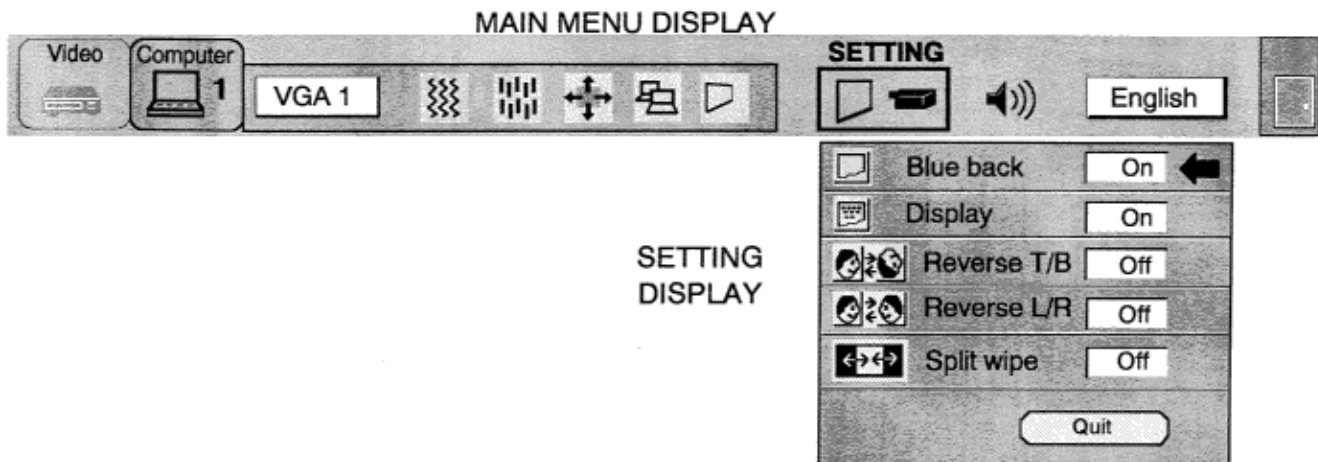 MAIN MENU DISPLAY
Video
Computer
1
VGA 1
SETTING
English
Blue back On
Display On
SETTING
DISPLAY
Reverse T/B Off
Reverse L/R Off
Split wipe Off
Quit